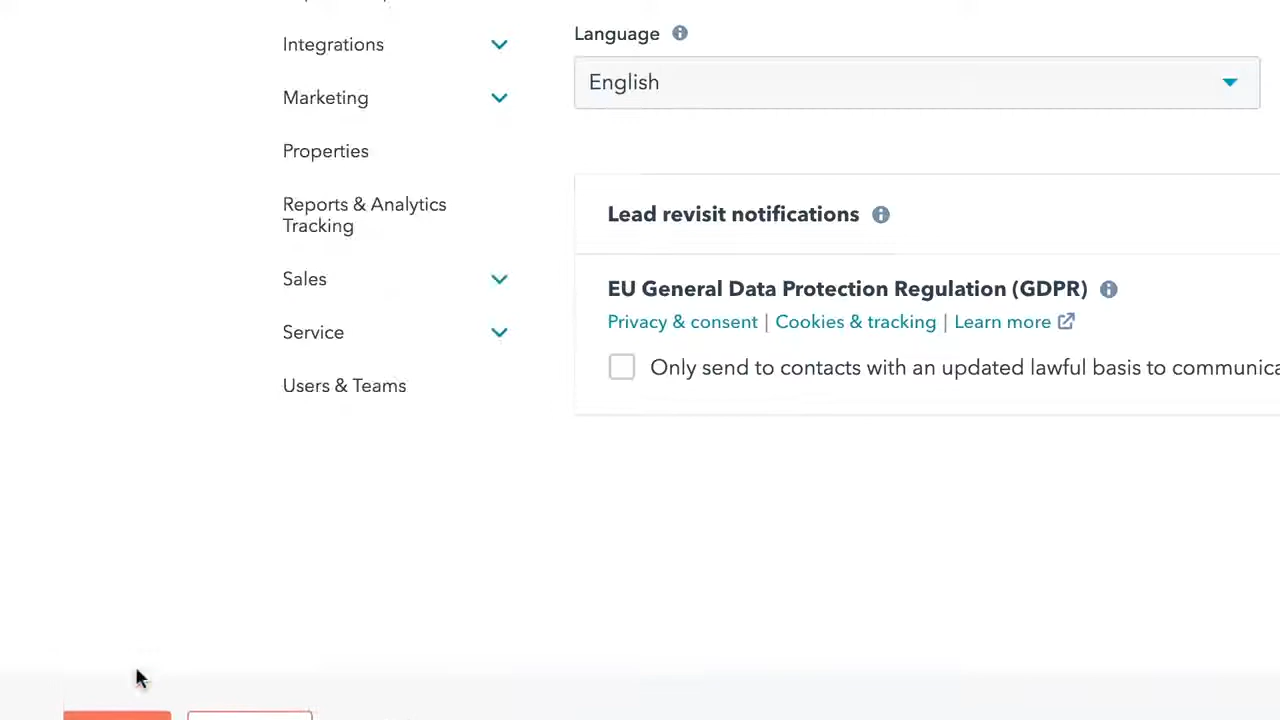 Integrations
Marketing
Properties
Reports & Analytics
Tracking
Sales
Service
Users & Teams
Language
English
Lead revisit notifications
EU General Data Protection Regulation (GDPR)
Privacy & consent | Cookies & tracking | Learn more
Only send to contacts with an updated lawful basis to communica